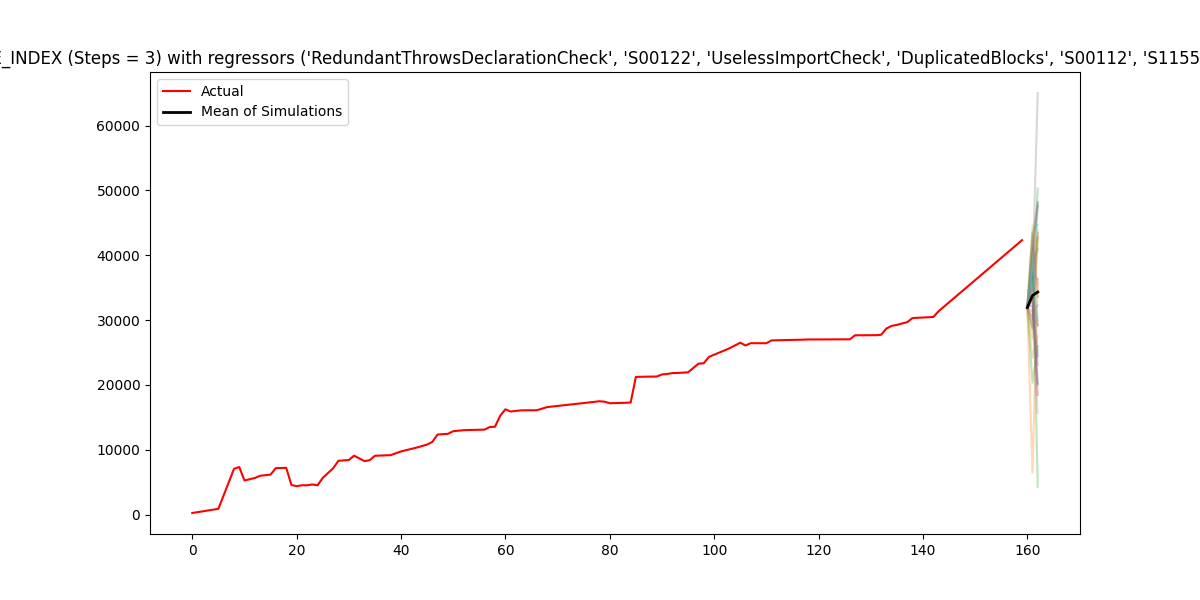 E_INDEX (Steps = 3) with regressors ('RedundantThrowsDeclarationCheck', 'S00122', 'UselessImportCheck', 'DuplicatedBlocks', 'S00112', 'S1155
Actual
Mean of Simulations
60000
50000
40000
30000
20000
10000
0
0 20 40 60 80 100 120 140 160